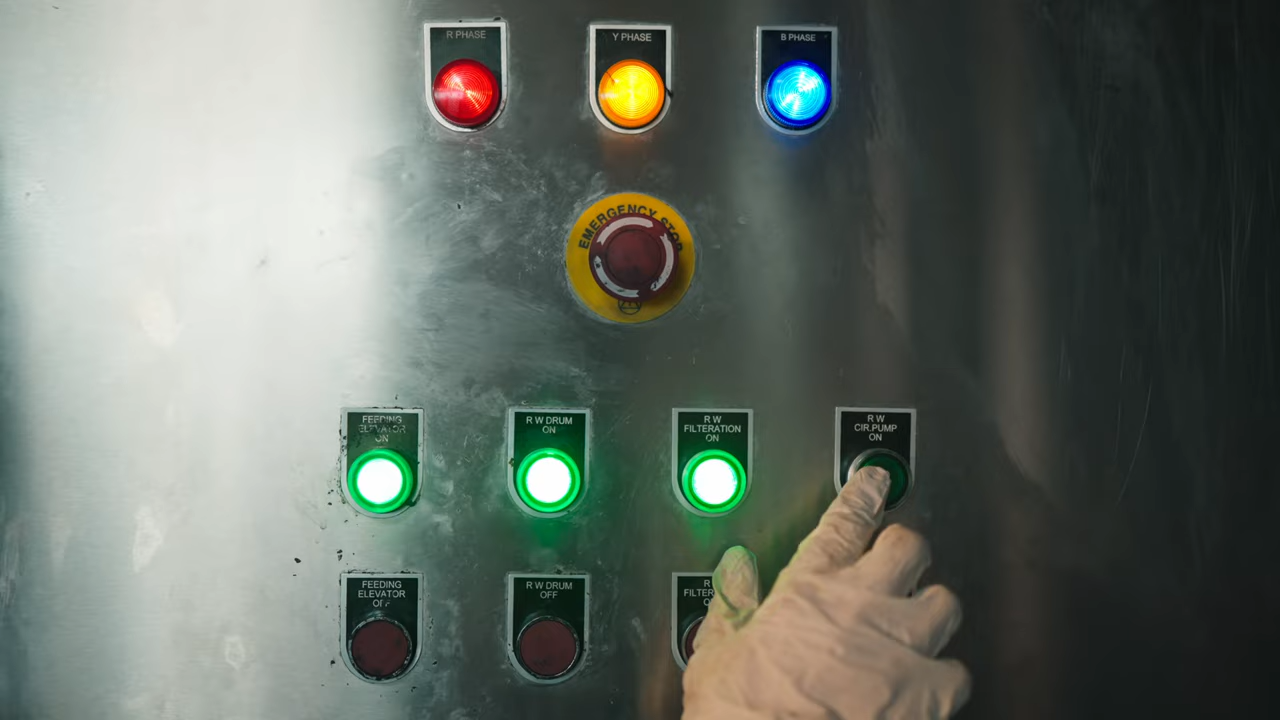 R PHASE
Y PHASE
B PHASE
EMERGENCY STOP
FEEDING
ELEVATOR
ON
R W DRUM
ON
R W
FILTERATION
ON
R W
CIR.PUMP
ON
FEEDING
ELEVATOR
OFF
R W DRUM
OFF